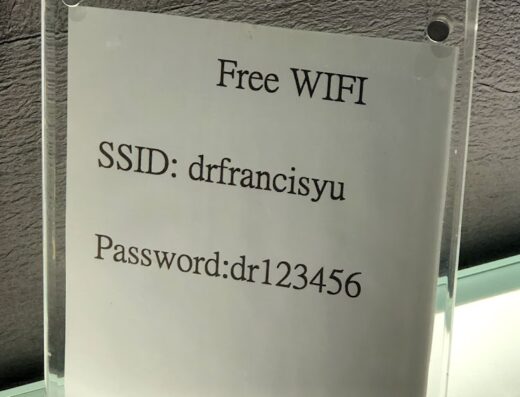 Free WIFI
SSID: drfrancisyu
Password:dr123456